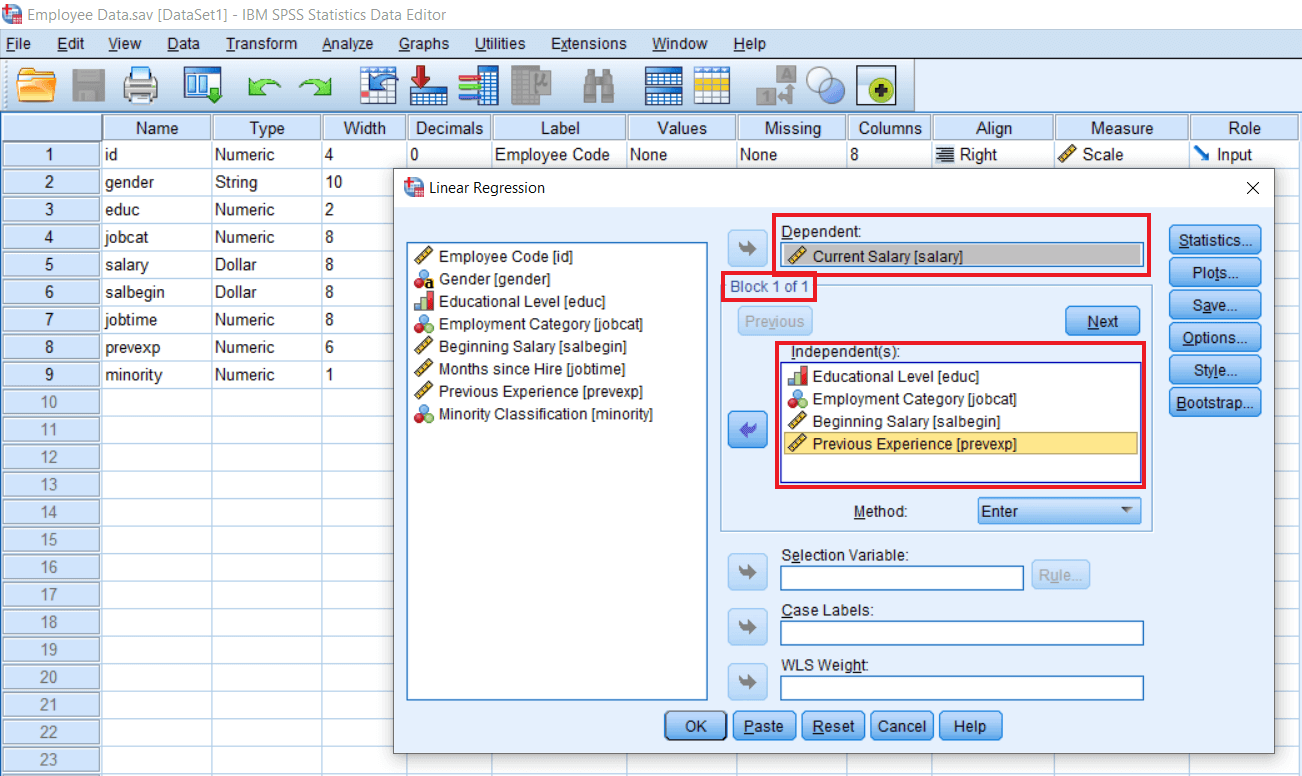 Employee Data.sav [DataSet1] - IBM SPSS Statistics Data Editor
File Edit View Data Transform Analyze Graphs Utilities Extensions Window Help
Name Type Width Decimals Label Values Missing Columns Align Measure Role
1 id Numeric 4 0 Employee Code None None 8 Right Scale Input
2 gender String 10
3 educ Numeric 2
4 jobcat Numeric 8
5 salary Dollar 8
6 salbegin Dollar 8
7 jobtime Numeric 8
8 prevexp Numeric 6
9 minority Numeric 1
10
11
12
13
14
15
16
17
18
19
20
21
22
23
Linear Regression
Employee Code [id]
Gender [gender]
Educational Level [educ]
Employment Category [jobcat]
Beginning Salary [salbegin]
Months since Hire [jobtime]
Previous Experience [prevexp]
Minority Classification [minority]
Dependent:
Current Salary [salary]
Block 1 of 1
Previous Next
Independent(s):
Educational Level [educ]
Employment Category [jobcat]
Beginning Salary [salbegin]
Previous Experience [prevexp]
Method: Enter
Selection Variable:
Rule...
Case Labels:
WLS Weight:
Statistics...
Plots...
Save...
Options...
Style...
Bootstrap...
OK Paste Reset Cancel Help